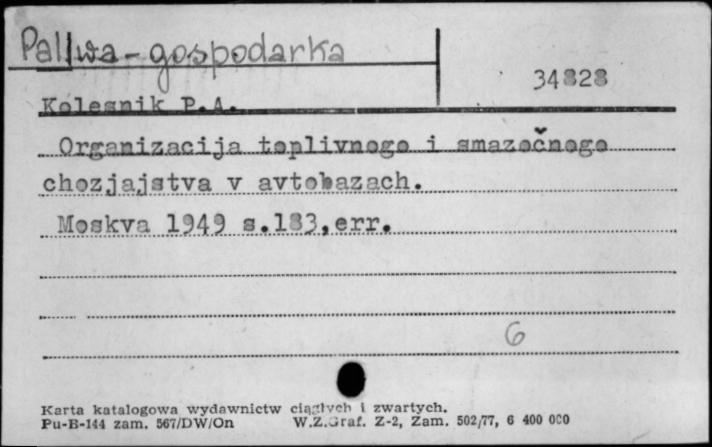 Paliwa - gospodarka
34828
Kolesnik P.A.
Organizacija toplivnogo i smazočnogo
chozjajstva v avtobazach.
Moskva 1949 s.183,err.
6
Karta katalogowa wydawnictw ciągłych i zwartych.
Pu-B-144 zam. 567/DW/On W.Z.Graf. Z-2, Zam. 502/77, 6 400 000